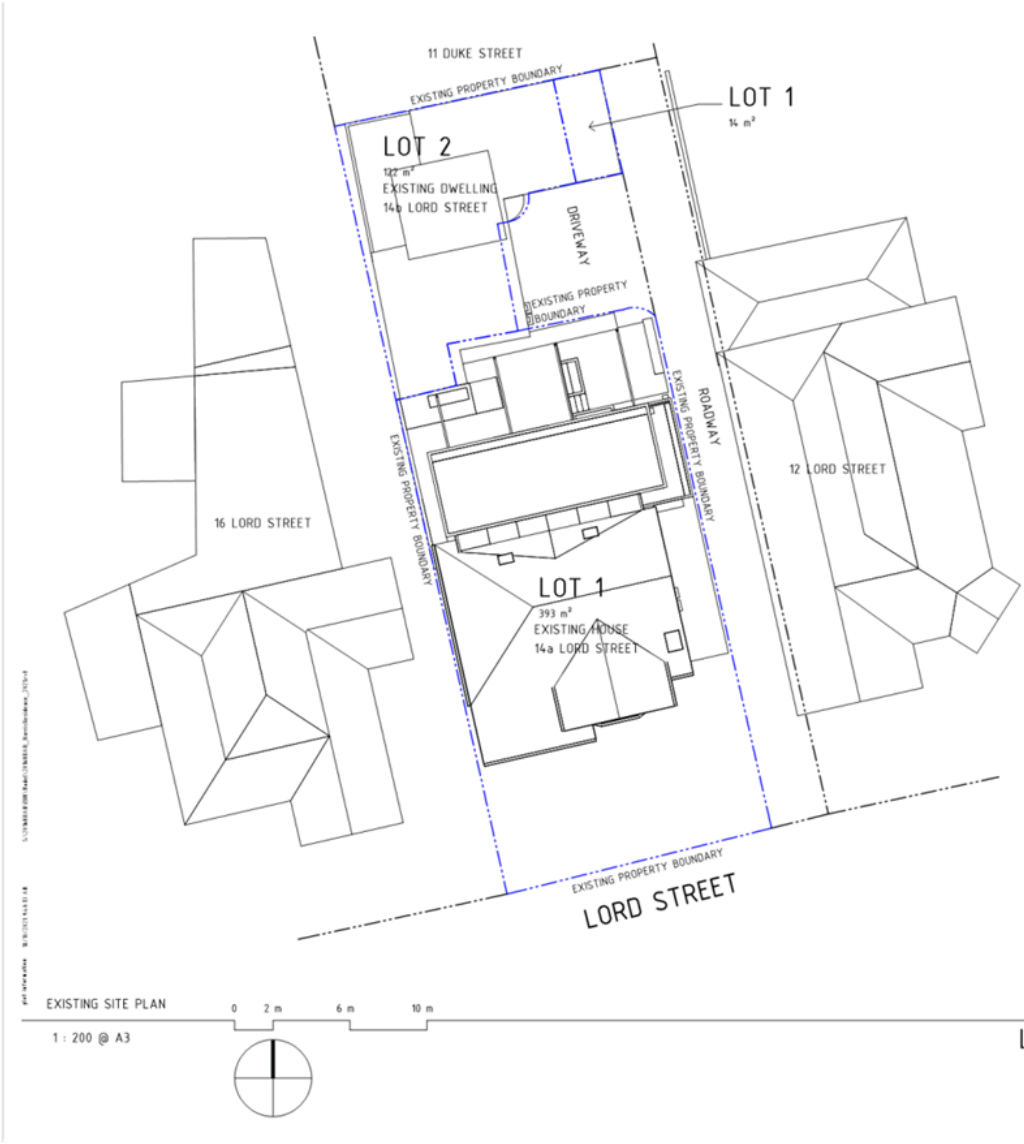 11 DUKE STREET
EXISTING PROPERTY BOUNDARY
LOT 1
14 m²
LOT 2
122 m²
EXISTING DWELLING
14b LORD STREET
DRIVEWAY
EXISTING PROPERTY
BOUNDARY
EXISTING PROPERTY BOUNDARY
ROADWAY
EXISTING PROPERTY BOUNDARY
12 LORD STREET
16 LORD STREET
LOT 1
393 m²
EXISTING HOUSE
14a LORD STREET
EXISTING PROPERTY BOUNDARY
LORD STREET
EXISTING SITE PLAN
0 2 m 6 m 10 m
1 : 200 @ A3
L